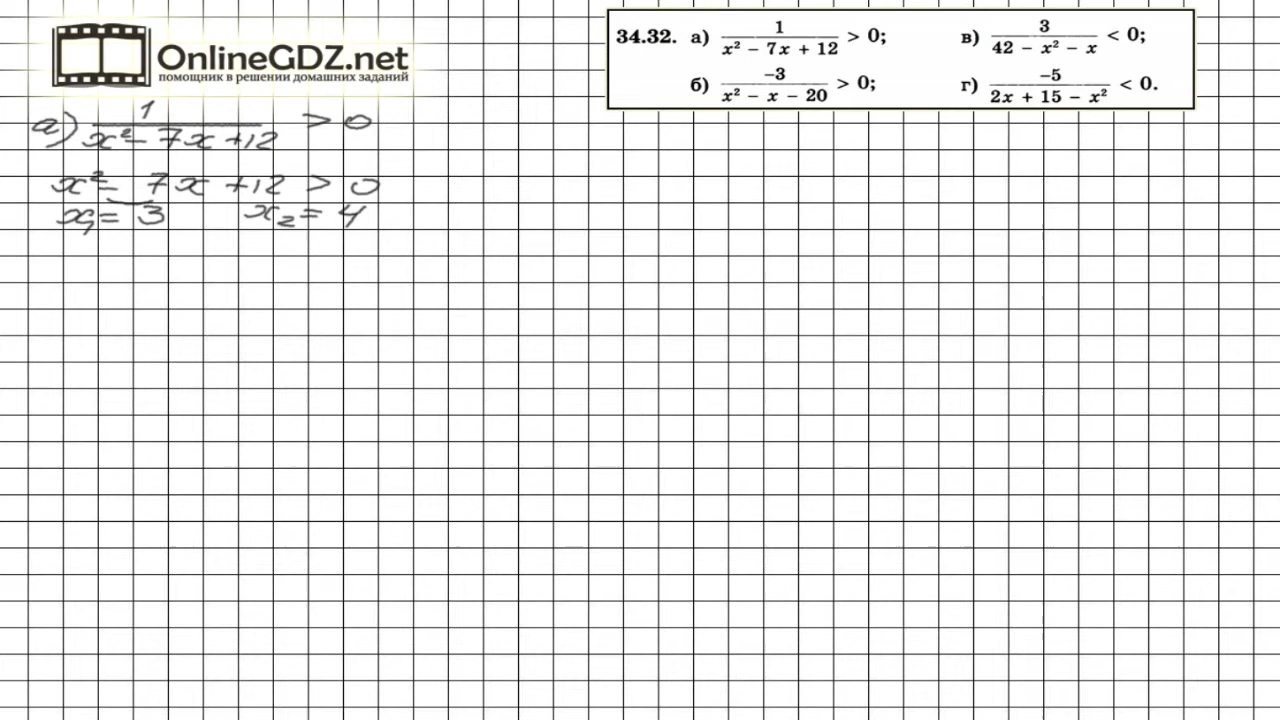 OnlineGDZ.net
помощник в решении домашних заданий
34.32. а) 1/(x² − 7x + 12) > 0;
в) 3/(42 − x² − x) < 0;
б) −3/(x² − x − 20) > 0;
г) −5/(2x + 15 − x²) < 0.
а) 1/(x² − 7x + 12) > 0
x² − 7x + 12 > 0
x₁ = 3 x₂ = 4